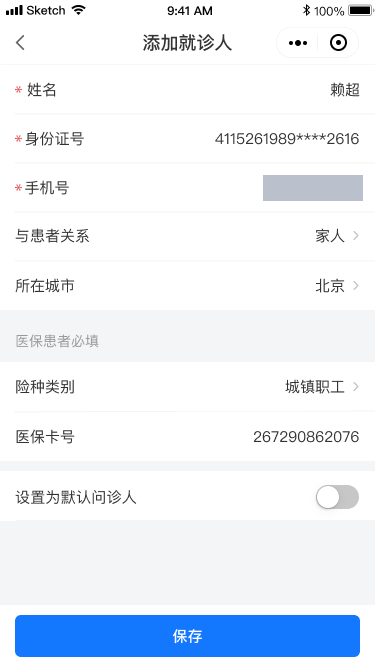 Sketch 9:41 AM 100%
添加就诊人
* 姓名 赖超
*身份证号 4115261989****2616
*手机号
与患者关系 家人
所在城市 北京
医保患者必填
险种类别 城镇职工
医保卡号 267290862076
设置为默认问诊人
保存